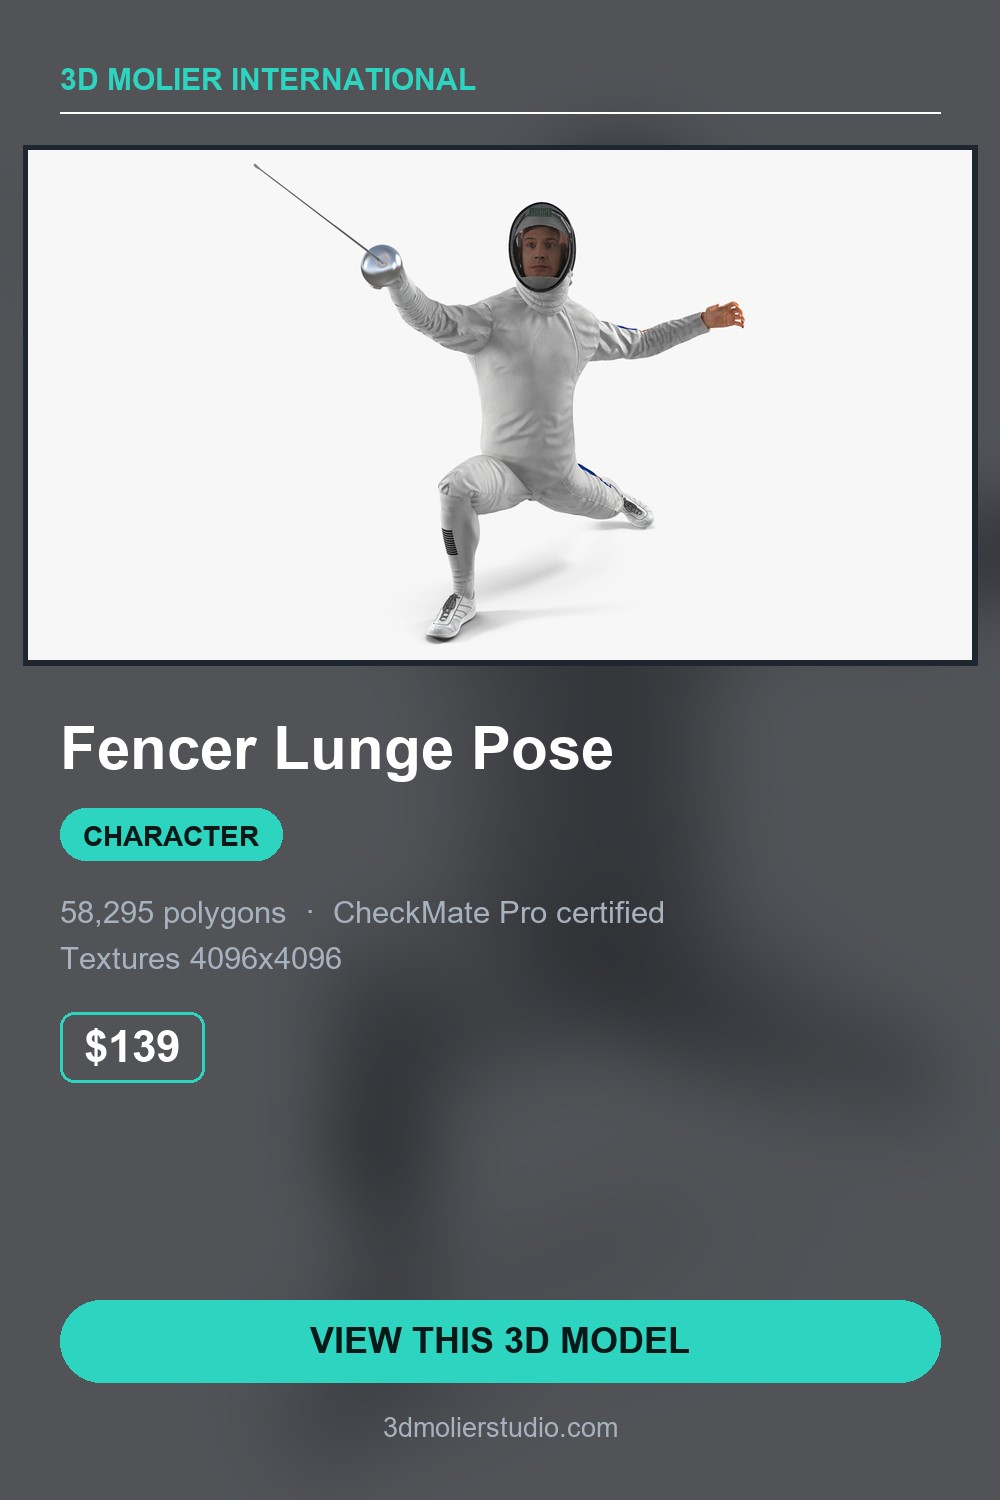 3D MOLIER INTERNATIONAL
Fencer Lunge Pose
CHARACTER
58,295 polygons · CheckMate Pro certified
Textures 4096x4096
$139
VIEW THIS 3D MODEL
3dmolierstudio.com